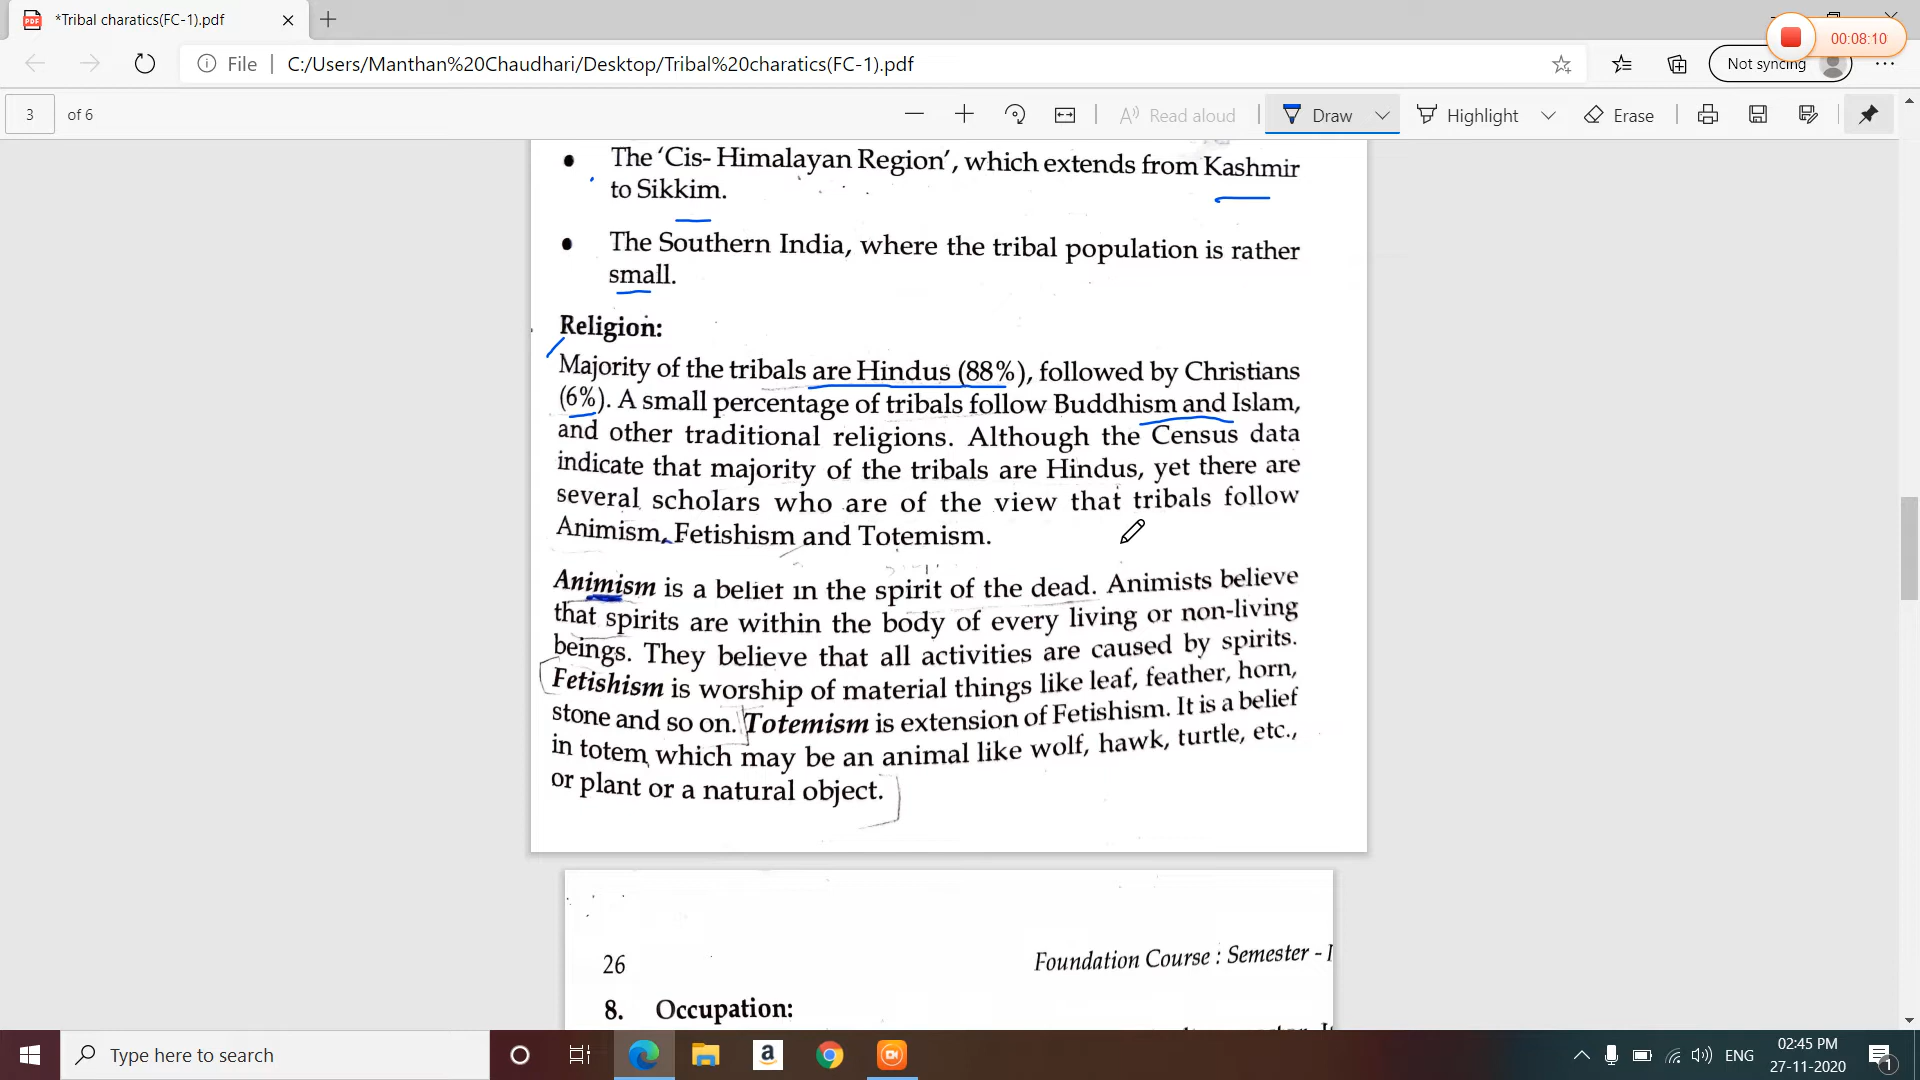 *Tribal charatics(FC-1).pdf
00:08:10
File
C:/Users/Manthan%20Chaudhari/Desktop/Tribal%20charatics(FC-1).pdf
Not syncing
3 of 6
Read aloud
Draw
Highlight
Erase
• The ‘Cis- Himalayan Region’, which extends from Kashmir
to Sikkim.
• The Southern India, where the tribal population is rather
small.
Religion:
Majority of the tribals are Hindus (88%), followed by Christians
(6%). A small percentage of tribals follow Buddhism and Islam,
and other traditional religions. Although the Census data
indicate that majority of the tribals are Hindus, yet there are
several scholars who are of the view that tribals follow
Animism, Fetishism and Totemism.
Animism is a belief in the spirit of the dead. Animists believe
that spirits are within the body of every living or non-living
beings. They believe that all activities are caused by spirits.
Fetishism is worship of material things like leaf, feather, horn,
stone and so on. Totemism is extension of Fetishism. It is a belief
in totem, which may be an animal like wolf, hawk, turtle, etc.,
or plant or a natural object.
26
Foundation Course : Semester - I
8. Occupation:
Type here to search
ENG
02:45 PM
27-11-2020
1